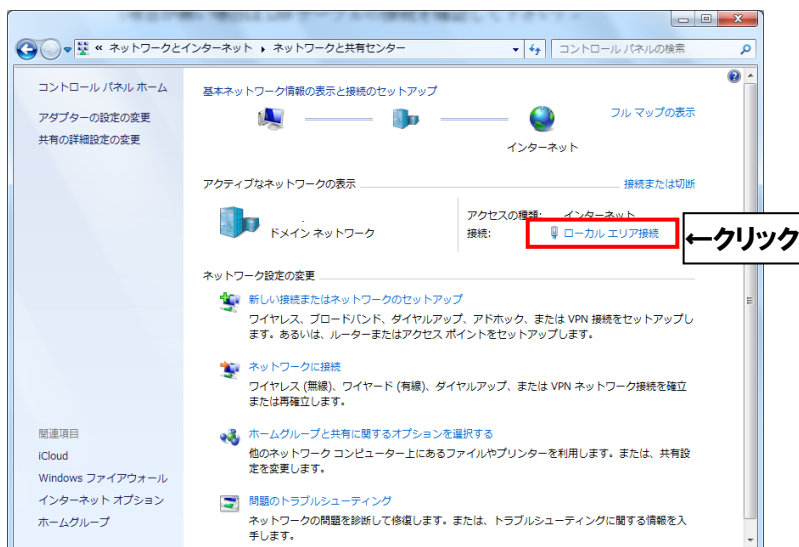 « ネットワークとインターネット ▸ ネットワークと共有センター
コントロール パネルの検索
コントロール パネル ホーム
アダプターの設定の変更
共有の詳細設定の変更
基本ネットワーク情報の表示と接続のセットアップ
フル マップの表示
インターネット
アクティブなネットワークの表示
接続または切断
ドメイン ネットワーク
アクセスの種類: インターネット
接続: ローカル エリア接続
←クリック
ネットワーク設定の変更
新しい接続またはネットワークのセットアップ
ワイヤレス、ブロードバンド、ダイヤルアップ、アドホック、または VPN 接続をセットアップし
ます。あるいは、ルーターまたはアクセス ポイントをセットアップします。
ネットワークに接続
ワイヤレス (無線)、ワイヤード (有線)、ダイヤルアップ、または VPN ネットワーク接続を確立
または再確立します。
ホームグループと共有に関するオプションを選択する
他のネットワーク コンピューター上にあるファイルやプリンターを利用します。または、共有設
定を変更します。
問題のトラブルシューティング
ネットワークの問題を診断して修復します。または、トラブルシューティングに関する情報を入
手します。
関連項目
iCloud
Windows ファイアウォール
インターネット オプション
ホームグループ